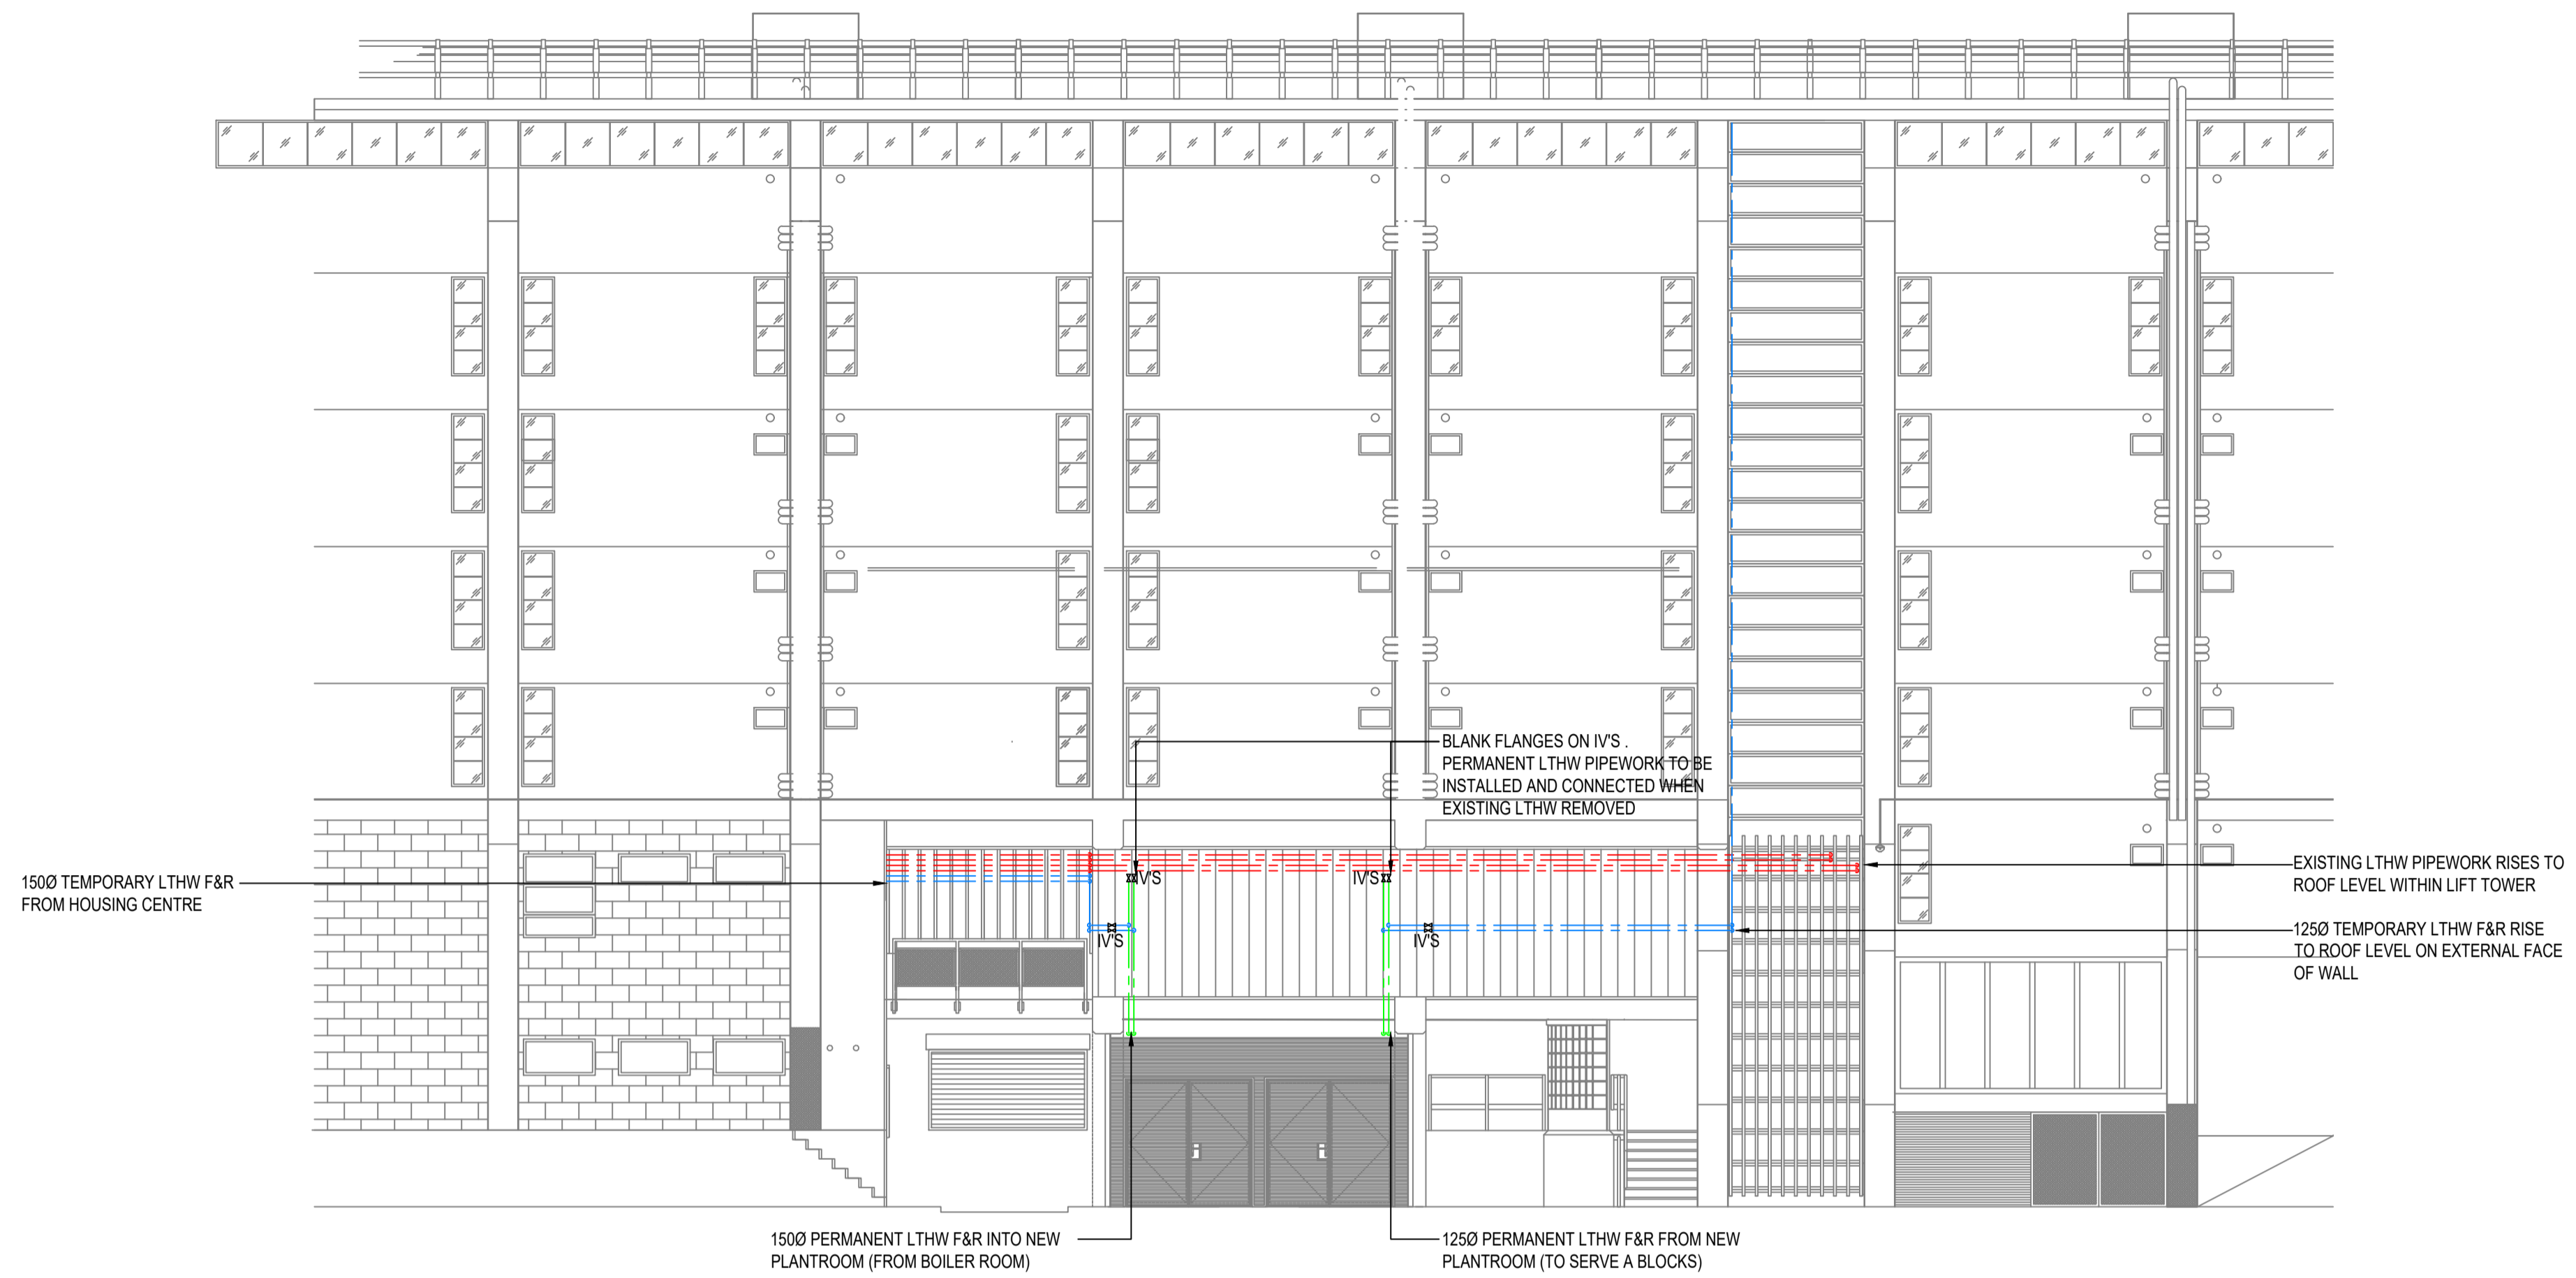 BLANK FLANGES ON IV'S .
PERMANENT LTHW PIPEWORK TO BE
INSTALLED AND CONNECTED WHEN
EXISTING LTHW REMOVED
150Ø TEMPORARY LTHW F&R
FROM HOUSING CENTRE
IV'S
IV'S
IV'S
IV'S
EXISTING LTHW PIPEWORK RISES TO
ROOF LEVEL WITHIN LIFT TOWER
125Ø TEMPORARY LTHW F&R RISE
TO ROOF LEVEL ON EXTERNAL FACE
OF WALL
150Ø PERMANENT LTHW F&R INTO NEW
PLANTROOM (FROM BOILER ROOM)
125Ø PERMANENT LTHW F&R FROM NEW
PLANTROOM (TO SERVE A BLOCKS)